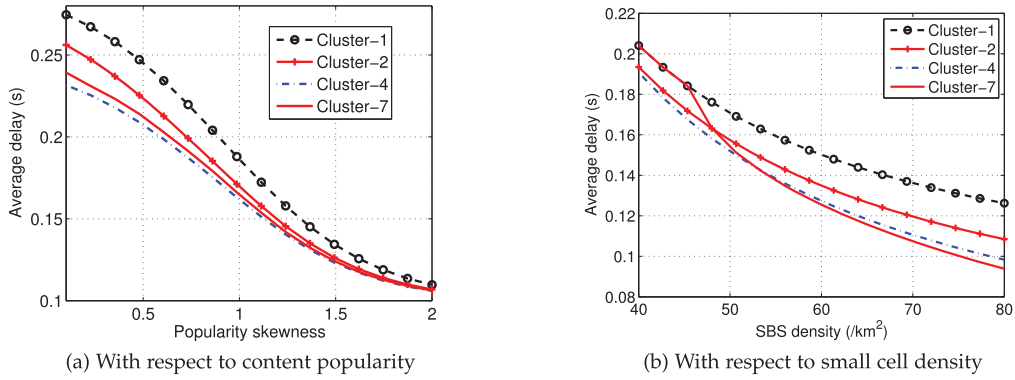 0.25
0.2
0.15
0.1
0.5
1
1.5
2
Average delay (s)
Popularity skewness
Cluster−1
Cluster−2
Cluster−4
Cluster−7
(a) With respect to content popularity
0.22
0.2
0.18
0.16
0.14
0.12
0.1
0.08
40
50
60
70
80
Average delay (s)
SBS density (/km²)
Cluster−1
Cluster−2
Cluster−4
Cluster−7
(b) With respect to small cell density